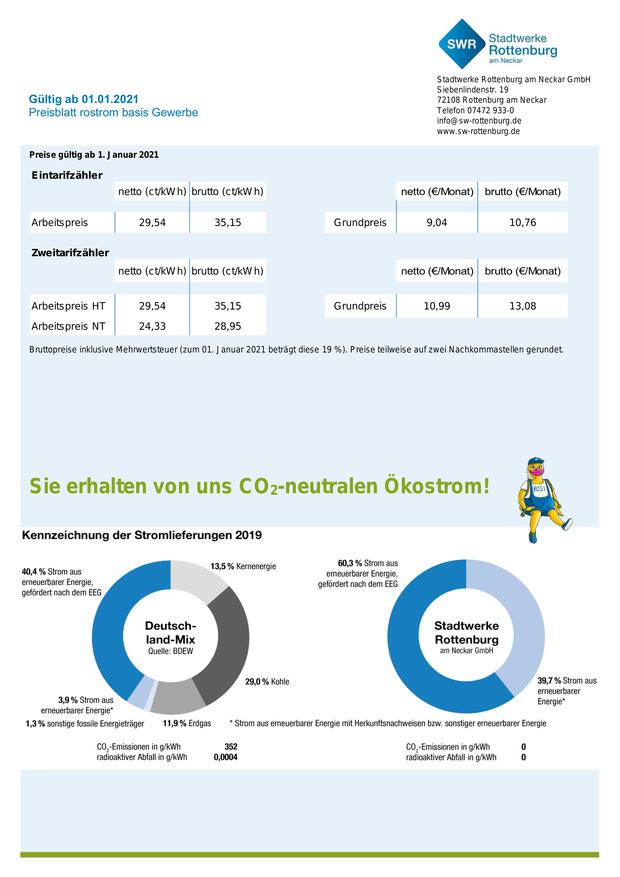 SWR
Stadtwerke
Rottenburg
am Neckar
Stadtwerke Rottenburg am Neckar GmbH
Siebenlindenstr. 19
72108 Rottenburg am Neckar
Telefon 07472 933-0
info@sw-rottenburg.de
www.sw-rottenburg.de
Gültig ab 01.01.2021
Preisblatt rostrom basis Gewerbe
Preise gültig ab 1. Januar 2021
Eintarifzähler
netto (ct/kWh) brutto (ct/kWh) netto (€/Monat) brutto (€/Monat)
Arbeitspreis 29,54 35,15 Grundpreis 9,04 10,76
Zweitarifzähler
netto (ct/kWh) brutto (ct/kWh) netto (€/Monat) brutto (€/Monat)
Arbeitspreis HT 29,54 35,15 Grundpreis 10,99 13,08
Arbeitspreis NT 24,33 28,95
Bruttopreise inklusive Mehrwertsteuer (zum 01. Januar 2021 beträgt diese 19 %). Preise teilweise auf zwei Nachkommastellen gerundet.
Sie erhalten von uns CO₂-neutralen Ökostrom!
ROSI
Kennzeichnung der Stromlieferungen 2019
40,4 % Strom aus
erneuerbarer Energie,
gefördert nach dem EEG
13,5 % Kernenergie
Deutsch-
land-Mix
Quelle: BDEW
29,0 % Kohle
3,9 % Strom aus
erneuerbarer Energie*
1,3 % sonstige fossile Energieträger
11,9 % Erdgas
60,3 % Strom aus
erneuerbarer Energie,
gefördert nach dem EEG
Stadtwerke
Rottenburg
am Neckar GmbH
39,7 % Strom aus
erneuerbarer
Energie*
* Strom aus erneuerbarer Energie mit Herkunftsnachweisen bzw. sonstiger erneuerbarer Energie
CO₂-Emissionen in g/kWh 352
radioaktiver Abfall in g/kWh 0,0004
CO₂-Emissionen in g/kWh 0
radioaktiver Abfall in g/kWh 0